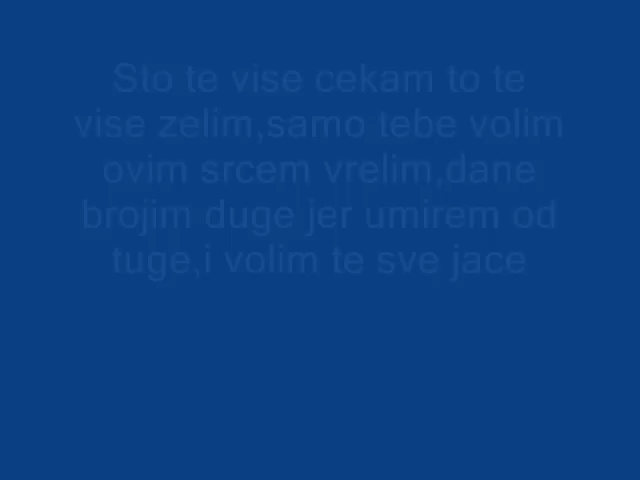 Sto te vise cekam to te
vise zelim,samo tebe volim
ovim srcem vrelim,dane
brojim duge jer umirem od
tuge,i volim te sve jace